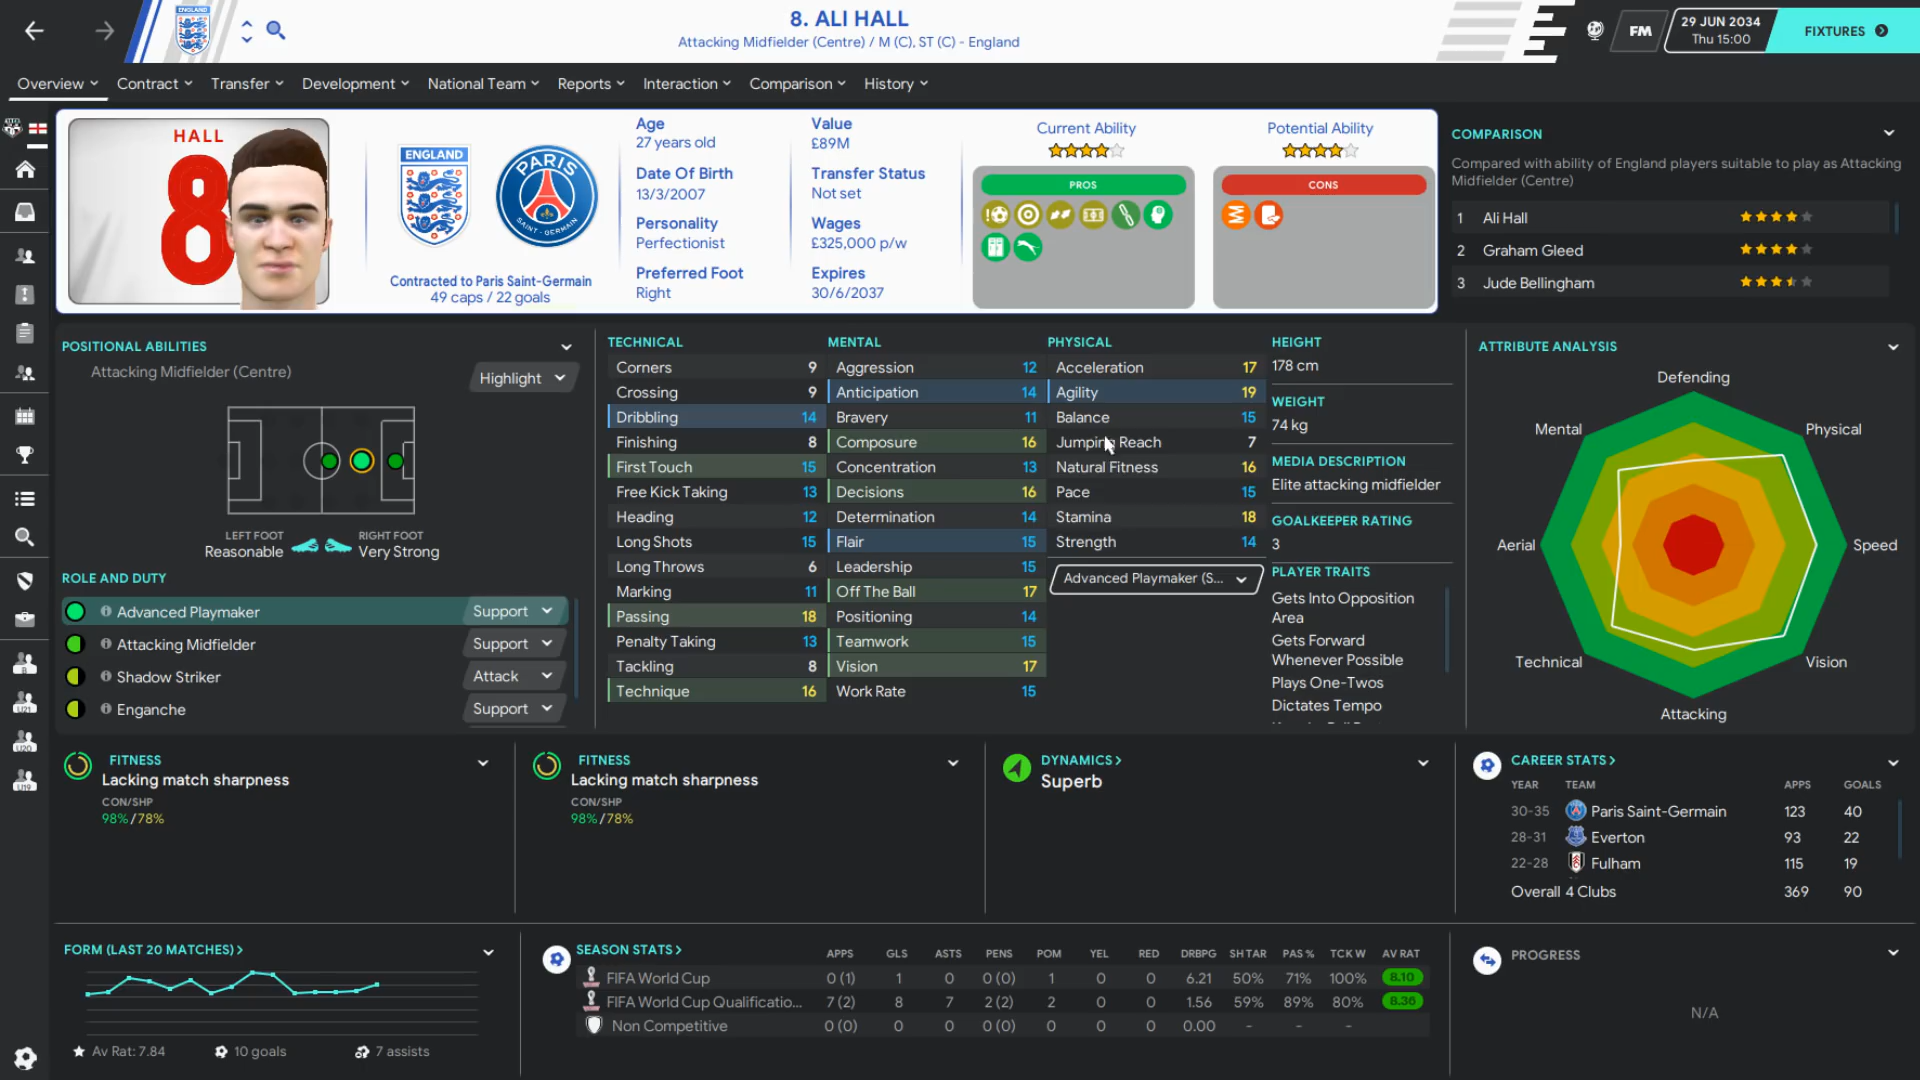 ENGLAND
8. ALI HALL
Attacking Midfielder (Centre) / M (C), ST (C) - England
FM
29 JUN 2034
Thu 15:00
FIXTURES
Overview
Contract
Transfer
Development
National Team
Reports
Interaction
Comparison
History
HALL
8
ENGLAND
PARIS
SAINT-GERMAIN
Contracted to Paris Saint-Germain
49 caps / 22 goals
Age
27 years old
Date Of Birth
13/3/2007
Personality
Perfectionist
Preferred Foot
Right
Value
£89M
Transfer Status
Not set
Wages
£325,000 p/w
Expires
30/6/2037
Current Ability
PROS
Potential Ability
CONS
COMPARISON
Compared with ability of England players suitable to play as Attacking
Midfielder (Centre)
1 Ali Hall
2 Graham Gleed
3 Jude Bellingham
POSITIONAL ABILITIES
Attacking Midfielder (Centre)
Highlight
LEFT FOOT
Reasonable
RIGHT FOOT
Very Strong
ROLE AND DUTY
Advanced Playmaker Support
Attacking Midfielder Support
Shadow Striker Attack
Enganche Support
TECHNICAL
Corners 9
Crossing 9
Dribbling 14
Finishing 8
First Touch 15
Free Kick Taking 13
Heading 12
Long Shots 15
Long Throws 6
Marking 11
Passing 18
Penalty Taking 13
Tackling 8
Technique 16
MENTAL
Aggression 12
Anticipation 14
Bravery 11
Composure 16
Concentration 13
Decisions 16
Determination 14
Flair 15
Leadership 15
Off The Ball 17
Positioning 14
Teamwork 15
Vision 17
Work Rate 15
PHYSICAL
Acceleration 17
Agility 19
Balance 15
Jumping Reach 7
Natural Fitness 16
Pace 15
Stamina 18
Strength 14
Advanced Playmaker (S...
HEIGHT
178 cm
WEIGHT
74 kg
MEDIA DESCRIPTION
Elite attacking midfielder
GOALKEEPER RATING
3
PLAYER TRAITS
Gets Into Opposition
Area
Gets Forward
Whenever Possible
Plays One-Twos
Dictates Tempo
ATTRIBUTE ANALYSIS
Defending
Mental
Physical
Aerial
Speed
Technical
Vision
Attacking
U21
U20
U19
FITNESS
Lacking match sharpness
CON/SHP
98%/78%
FITNESS
Lacking match sharpness
CON/SHP
98%/78%
DYNAMICS >
Superb
CAREER STATS >
YEAR TEAM APPS GOALS
30-35 Paris Saint-Germain 123 40
28-31 Everton 93 22
22-28 Fulham 115 19
Overall 4 Clubs 369 90
FORM (LAST 20 MATCHES) >
Av Rat: 7.84 10 goals 7 assists
SEASON STATS > APPS GLS ASTS PENS POM YEL RED DRBPG SH TAR PAS % TCK W AV RAT
FIFA World Cup 0 (1) 1 0 0 (0) 1 0 0 6.21 50% 71% 100% 8.10
FIFA World Cup Qualificatio... 7 (2) 8 7 2 (2) 2 0 0 1.56 59% 89% 80% 8.36
Non Competitive 0 (0) 0 0 0 (0) 0 0 0 0.00 - - -
PROGRESS
N/A